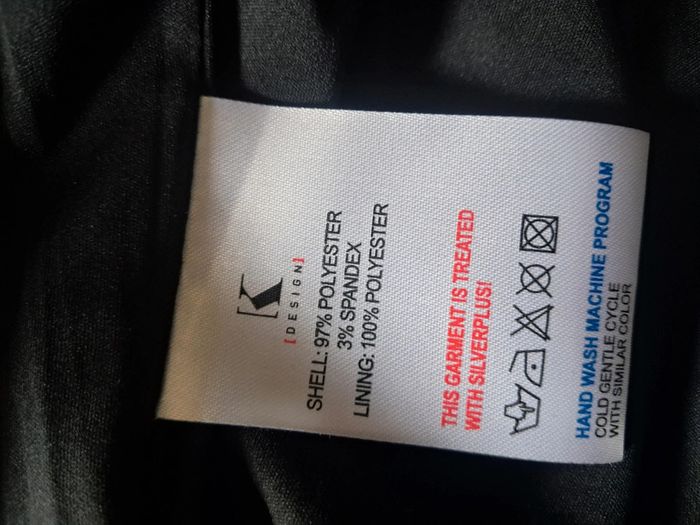 [K
[DESIGN]
SHELL: 97% POLYESTER
3% SPANDEX
LINING: 100% POLYESTER
THIS GARMENT IS TREATED
WITH SILVERPLUS!
HAND WASH MACHINE PROGRAM
COLD GENTLE CYCLE
WITH SIMILAR COLOR